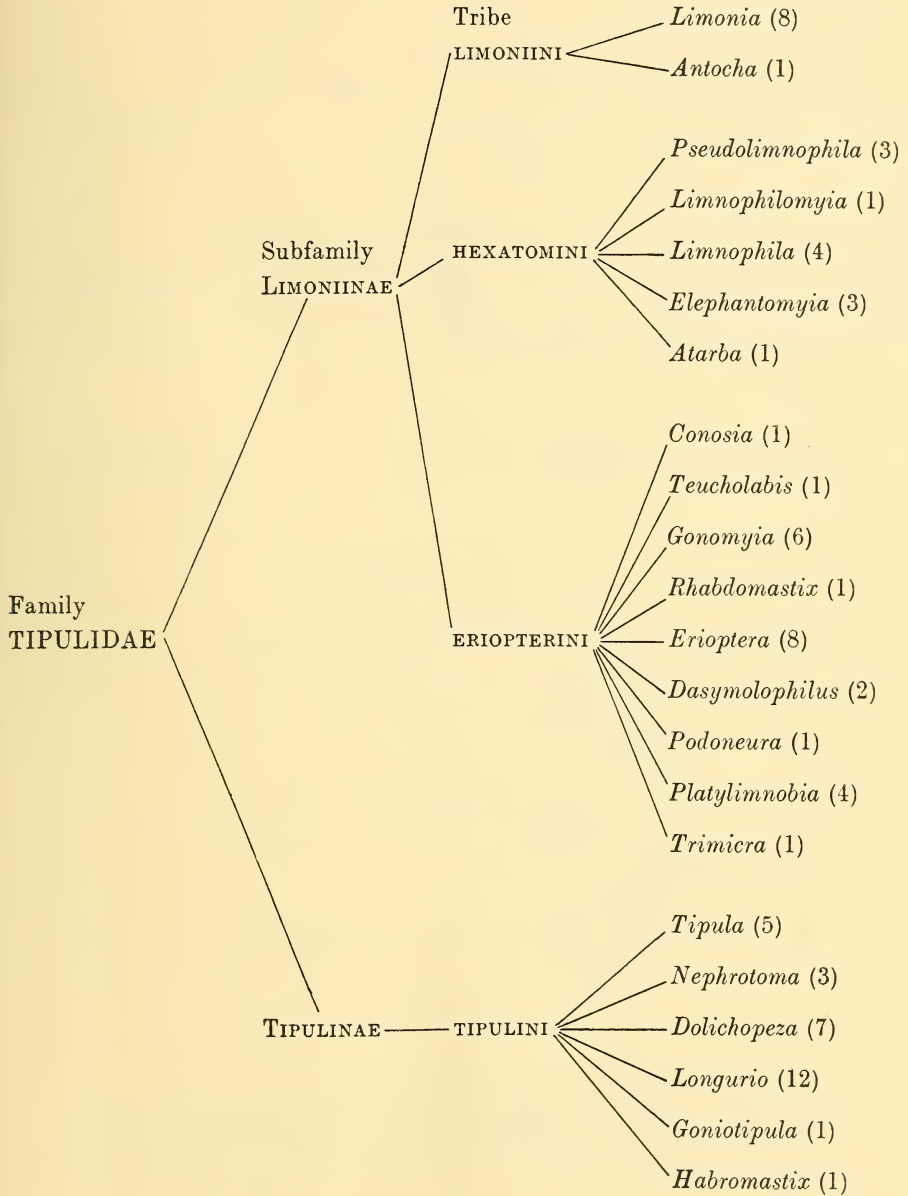 Tribe
LIMONIINI
Limonia (8)
Antocha (1)
Subfamily
LIMONIINAE
HEXATOMINI
Pseudolimnophila (3)
Limnophilomyia (1)
Limnophila (4)
Elephantomyia (3)
Atarba (1)
Family
TIPULIDAE
ERIOPTERINI
Conosia (1)
Teucholabis (1)
Gonomyia (6)
Rhabdomastix (1)
Erioptera (8)
Dasymolophilus (2)
Podoneura (1)
Platylimnobia (4)
Trimicra (1)
TIPULINAE
TIPULINI
Tipula (5)
Nephrotoma (3)
Dolichopeza (7)
Longurio (12)
Goniotipula (1)
Habromastix (1)